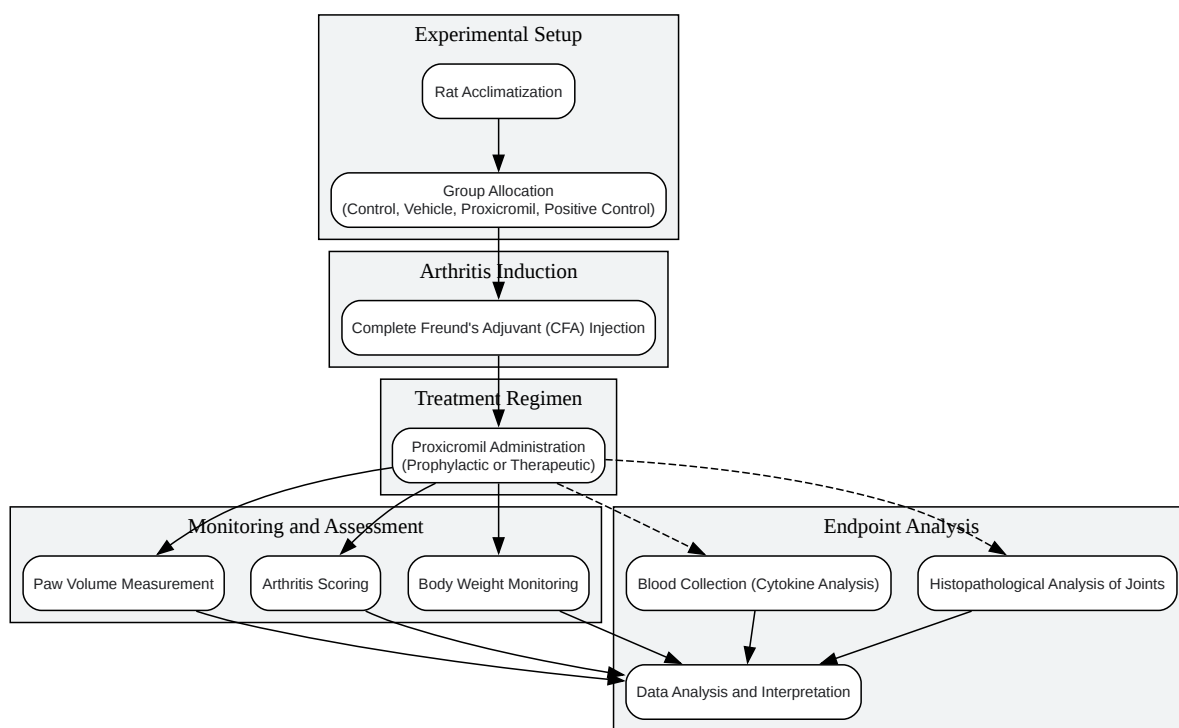 Experimental Setup
Rat Acclimatization
Group Allocation
(Control, Vehicle, Proxicromil, Positive Control)
Arthritis Induction
Complete Freund's Adjuvant (CFA) Injection
Treatment Regimen
Proxicromil Administration
(Prophylactic or Therapeutic)
Monitoring and Assessment
Endpoint Analysis
Paw Volume Measurement
Arthritis Scoring
Body Weight Monitoring
Blood Collection (Cytokine Analysis)
Histopathological Analysis of Joints
Data Analysis and Interpretation